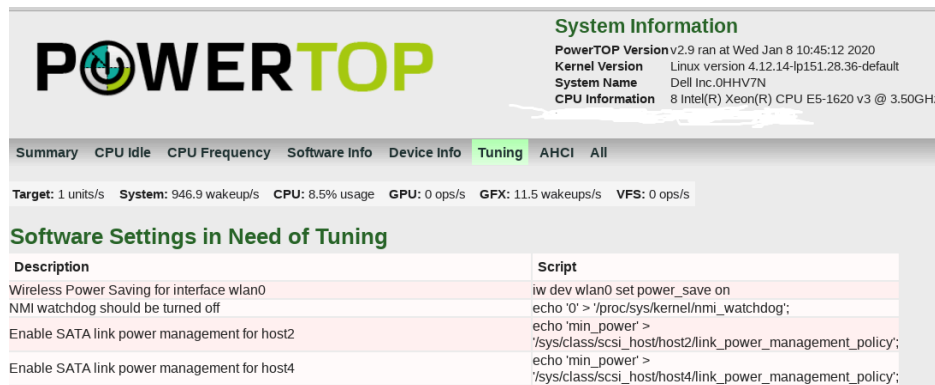 POWERTOP
System Information
PowerTOP Version v2.9 ran at Wed Jan 8 10:45:12 2020
Kernel Version Linux version 4.12.14-lp151.28.36-default
System Name Dell Inc.0HHV7N
CPU Information 8 Intel(R) Xeon(R) CPU E5-1620 v3 @ 3.50GHz
Summary CPU Idle CPU Frequency Software Info Device Info Tuning AHCI All
Target: 1 units/s System: 946.9 wakeup/s CPU: 8.5% usage GPU: 0 ops/s GFX: 11.5 wakeups/s VFS: 0 ops/s
Software Settings in Need of Tuning
Description Script
Wireless Power Saving for interface wlan0 iw dev wlan0 set power_save on
NMI watchdog should be turned off echo '0' > '/proc/sys/kernel/nmi_watchdog';
Enable SATA link power management for host2 echo 'min_power' >
'/sys/class/scsi_host/host2/link_power_management_policy';
Enable SATA link power management for host4 echo 'min_power' >
'/sys/class/scsi_host/host4/link_power_management_policy';